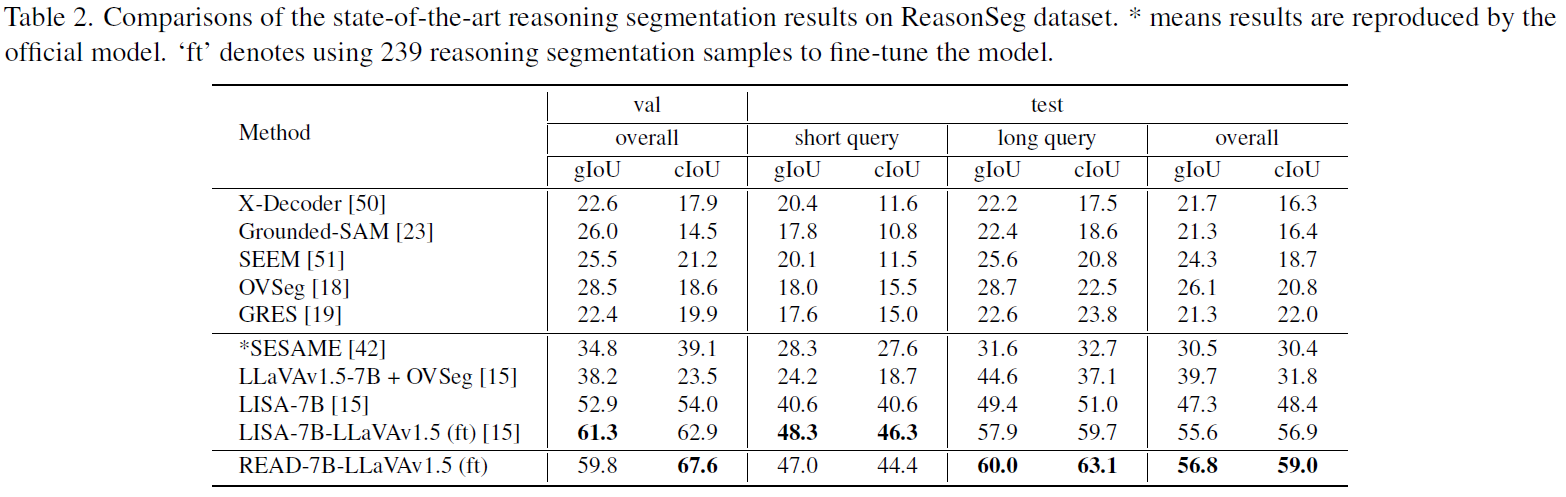 Table 2. Comparisons of the state-of-the-art reasoning segmentation results on ReasonSeg dataset. * means results are reproduced by the
official model. ‘ft’ denotes using 239 reasoning segmentation samples to fine-tune the model.
Method val test
overall short query long query overall
gIoU cIoU gIoU cIoU gIoU cIoU gIoU cIoU
X-Decoder [50] 22.6 17.9 20.4 11.6 22.2 17.5 21.7 16.3
Grounded-SAM [23] 26.0 14.5 17.8 10.8 22.4 18.6 21.3 16.4
SEEM [51] 25.5 21.2 20.1 11.5 25.6 20.8 24.3 18.7
OVSeg [18] 28.5 18.6 18.0 15.5 28.7 22.5 26.1 20.8
GRES [19] 22.4 19.9 17.6 15.0 22.6 23.8 21.3 22.0
*SESAME [42] 34.8 39.1 28.3 27.6 31.6 32.7 30.5 30.4
LLaVAv1.5-7B + OVSeg [15] 38.2 23.5 24.2 18.7 44.6 37.1 39.7 31.8
LISA-7B [15] 52.9 54.0 40.6 40.6 49.4 51.0 47.3 48.4
LISA-7B-LLaVAv1.5 (ft) [15] 61.3 62.9 48.3 46.3 57.9 59.7 55.6 56.9
READ-7B-LLaVAv1.5 (ft) 59.8 67.6 47.0 44.4 60.0 63.1 56.8 59.0